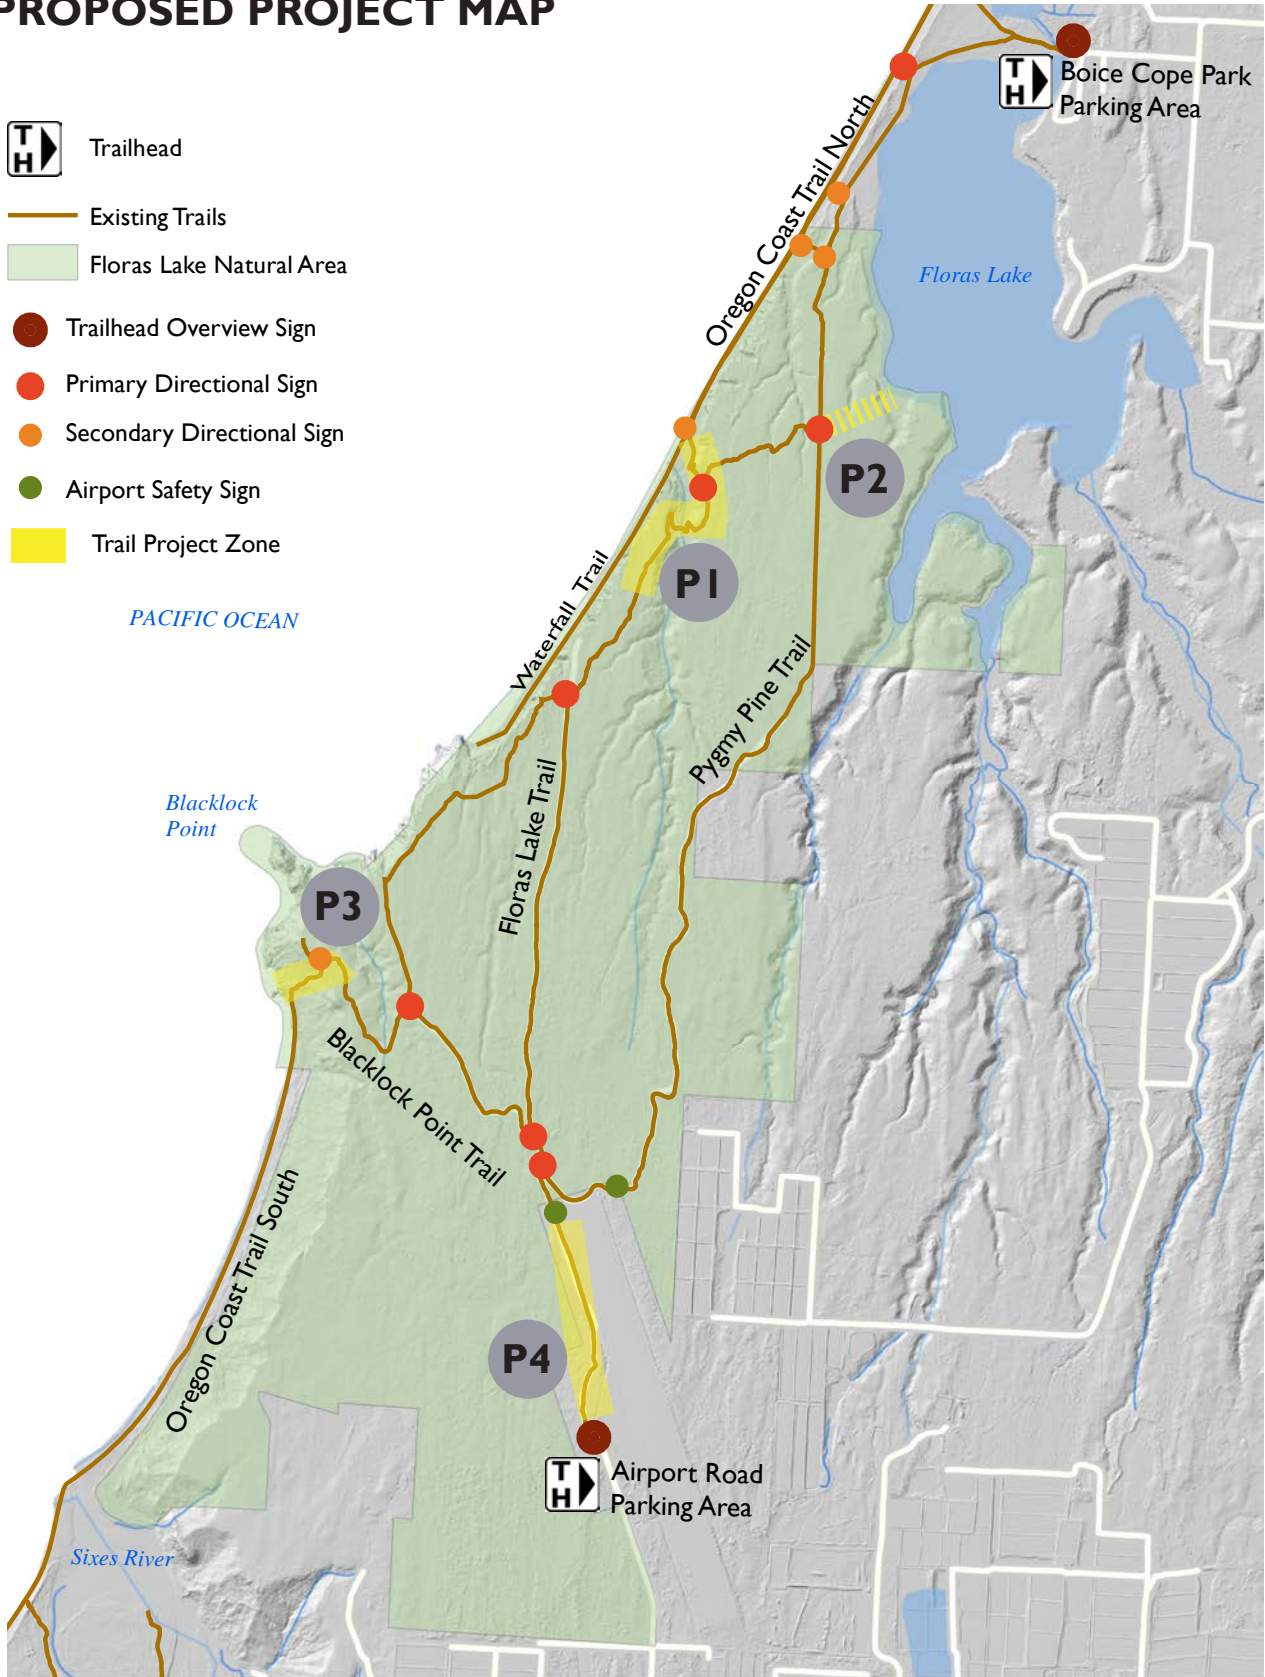 PROPOSED PROJECT MAP
T
H
Trailhead
Existing Trails
Floras Lake Natural Area
Trailhead Overview Sign
Primary Directional Sign
Secondary Directional Sign
Airport Safety Sign
Trail Project Zone
T
H
Boice Cope Park
Parking Area
Oregon Coast Trail North
Floras Lake
P2
P1
PACIFIC OCEAN
Waterfall Trail
Pygmy Pine Trail
Blacklock
Point
Floras Lake Trail
P3
Blacklock Point Trail
Oregon Coast Trail South
P4
T
H
Airport Road
Parking Area
Sixes River